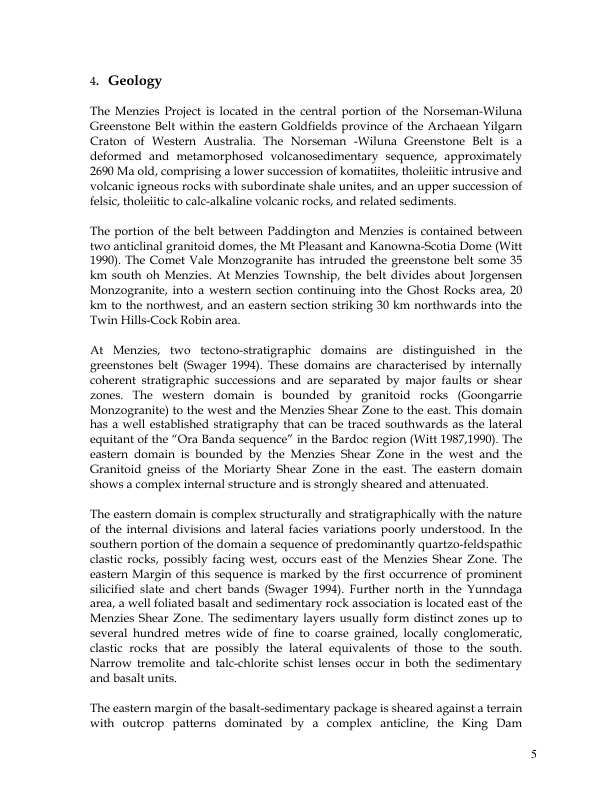 4. Geology
The Menzies Project is located in the central portion of the Norseman-Wiluna
Greenstone Belt within the eastern Goldfields province of the Archaean Yilgarn
Craton of Western Australia. The Norseman -Wiluna Greenstone Belt is a
deformed and metamorphosed volcanosedimentary sequence, approximately
2690 Ma old, comprising a lower succession of komatiites, tholeiitic intrusive and
volcanic igneous rocks with subordinate shale unites, and an upper succession of
felsic, tholeiitic to calc-alkaline volcanic rocks, and related sediments.
The portion of the belt between Paddington and Menzies is contained between
two anticlinal granitoid domes, the Mt Pleasant and Kanowna-Scotia Dome (Witt
1990). The Comet Vale Monzogranite has intruded the greenstone belt some 35
km south oh Menzies. At Menzies Township, the belt divides about Jorgensen
Monzogranite, into a western section continuing into the Ghost Rocks area, 20
km to the northwest, and an eastern section striking 30 km northwards into the
Twin Hills-Cock Robin area.
At Menzies, two tectono-stratigraphic domains are distinguished in the
greenstones belt (Swager 1994). These domains are characterised by internally
coherent stratigraphic successions and are separated by major faults or shear
zones. The western domain is bounded by granitoid rocks (Goongarrie
Monzogranite) to the west and the Menzies Shear Zone to the east. This domain
has a well established stratigraphy that can be traced southwards as the lateral
equitant of the “Ora Banda sequence” in the Bardoc region (Witt 1987,1990). The
eastern domain is bounded by the Menzies Shear Zone in the west and the
Granitoid gneiss of the Moriarty Shear Zone in the east. The eastern domain
shows a complex internal structure and is strongly sheared and attenuated.
The eastern domain is complex structurally and stratigraphically with the nature
of the internal divisions and lateral facies variations poorly understood. In the
southern portion of the domain a sequence of predominantly quartzo-feldspathic
clastic rocks, possibly facing west, occurs east of the Menzies Shear Zone. The
eastern Margin of this sequence is marked by the first occurrence of prominent
silicified slate and chert bands (Swager 1994). Further north in the Yunndaga
area, a well foliated basalt and sedimentary rock association is located east of the
Menzies Shear Zone. The sedimentary layers usually form distinct zones up to
several hundred metres wide of fine to coarse grained, locally conglomeratic,
clastic rocks that are possibly the lateral equivalents of those to the south.
Narrow tremolite and talc-chlorite schist lenses occur in both the sedimentary
and basalt units.
The eastern margin of the basalt-sedimentary package is sheared against a terrain
with outcrop patterns dominated by a complex anticline, the King Dam
5